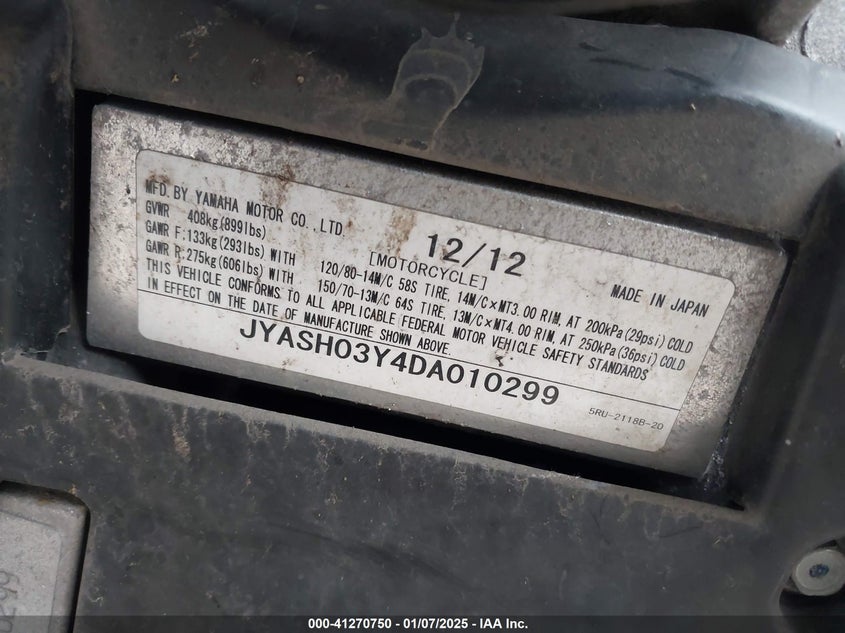 MFD. BY YAMAHA MOTOR CO., LTD.
12/12
GVWR 408kg(899lbs)
[MOTORCYCLE]
MADE IN JAPAN
GAWR F:133kg(293lbs) WITH 120/80-14M/C 58S TIRE, 14M/C×MT3.00 RIM, AT 200kPa(29psi) COLD
GAWR R:275kg(606lbs) WITH 150/70-13M/C 64S TIRE, 13M/C×MT4.00 RIM, AT 250kPa(36psi) COLD
THIS VEHICLE CONFORMS TO ALL APPLICABLE FEDERAL MOTOR VEHICLE SAFETY STANDARDS
IN EFFECT ON THE DATE OF MANUFACTURE SHOWN ABOVE.
JYASH03Y4DA010299
5RU-2118B-20
000-41270750 - 01/07/2025 - IAA Inc.